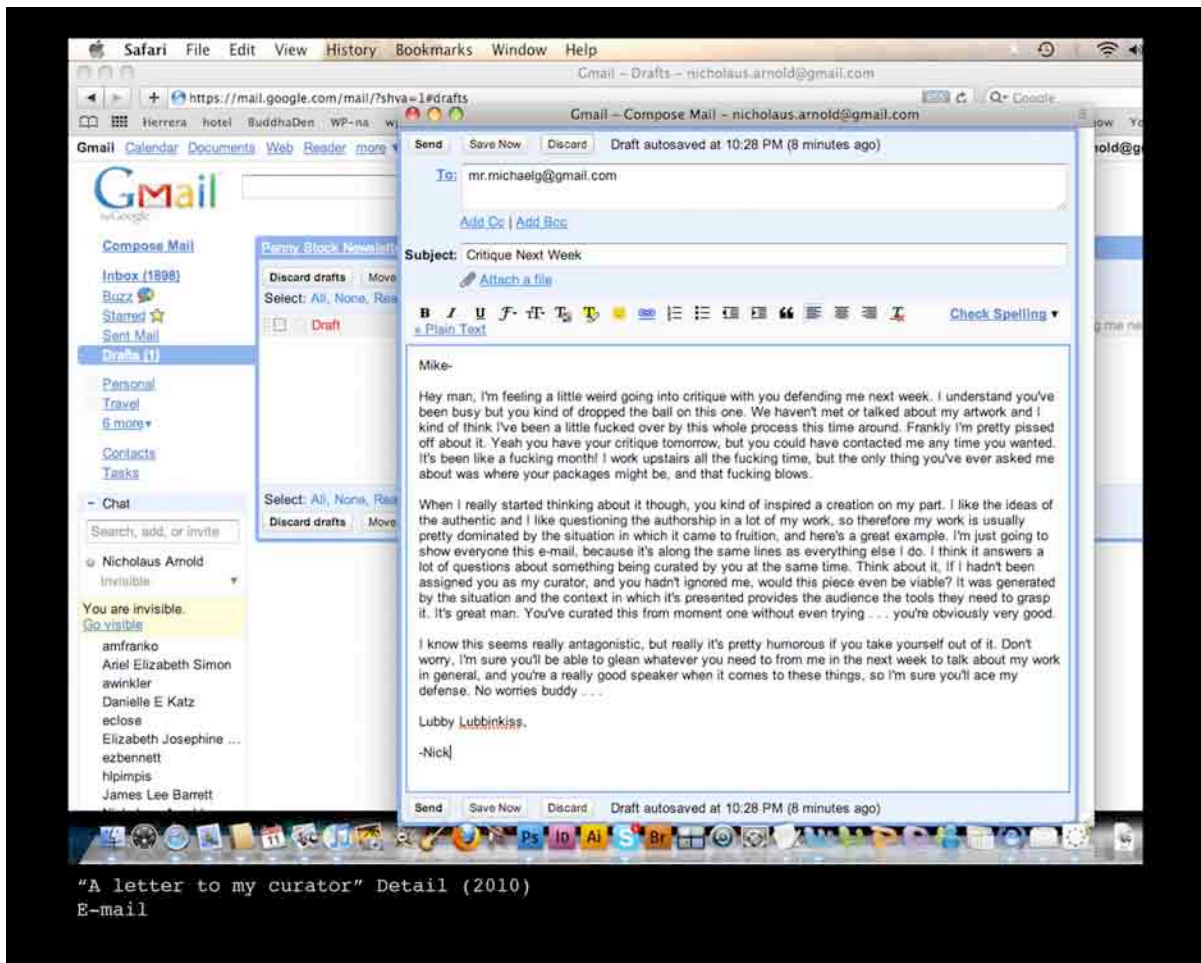 Safari File Edit View History Bookmarks Window Help
Gmail – Drafts – nicholaus.arnold@gmail.com
https://mail.google.com/mail/?shva=1#drafts
Google
Herrera hotel BuddhaDen WP-na
Gmail – Compose Mail – nicholaus.arnold@gmail.com
Gmail Calendar Documents Web Reader more
Send Save Now Discard Draft autosaved at 10:28 PM (8 minutes ago)
To: mr.michaelg@gmail.com
Gmail
by Google
Add Cc | Add Bcc
Compose Mail
Penny Stock
Subject: Critique Next Week
Inbox (1898)
Discard drafts Move
Attach a file
Buzz
Select: All, None,
Starred
Draft
Check Spelling
Sent Mail
« Plain Text
Drafts (1)
Personal
Travel
6 more
Contacts
Tasks
Mike-
Hey man, I'm feeling a little weird going into critique with you defending me next week. I understand you've
been busy but you kind of dropped the ball on this one. We haven't met or talked about my artwork and I
kind of think I've been a little fucked over by this whole process this time around. Frankly I'm pretty pissed
off about it. Yeah you have your critique tomorrow, but you could have contacted me any time you wanted.
It's been like a fucking month! I work upstairs all the fucking time, but the only thing you've ever asked me
about was where your packages might be, and that fucking blows.
When I really started thinking about it though, you kind of inspired a creation on my part. I like the ideas of
the authentic and I like questioning the authorship in a lot of my work, so therefore my work is usually
pretty dominated by the situation in which it came to fruition, and here's a great example. I'm just going to
show everyone this e-mail, because it's along the same lines as everything else I do. I think it answers a
lot of questions about something being curated by you at the same time. Think about it, If I hadn't been
assigned you as my curator, and you hadn't ignored me, would this piece even be viable? It was generated
by the situation and the context in which it's presented provides the audience the tools they need to grasp
it. It's great man. You've curated this from moment one without even trying . . . you're obviously very good.
I know this seems really antagonistic, but really it's pretty humorous if you take yourself out of it. Don't
worry, I'm sure you'll be able to glean whatever you need to from me in the next week to talk about my work
in general, and you're a really good speaker when it comes to these things, so I'm sure you'll ace my
defense. No worries buddy . . .
Lubby Lubbinkiss,
-Nick
Chat
Select: All, None,
Discard drafts Move
Search, add, or invite
Nicholaus Arnold
Invisible
You are invisible.
Go visible
amfranko
Ariel Elizabeth Simon
awinkler
Danielle E Katz
eclose
Elizabeth Josephine ...
ezbennett
hlpimpis
James Lee Barrett
Send Save Now Discard Draft autosaved at 10:28 PM (8 minutes ago)
11 Ps ID Ai S Br
"A letter to my curator" Detail (2010)
E-mail